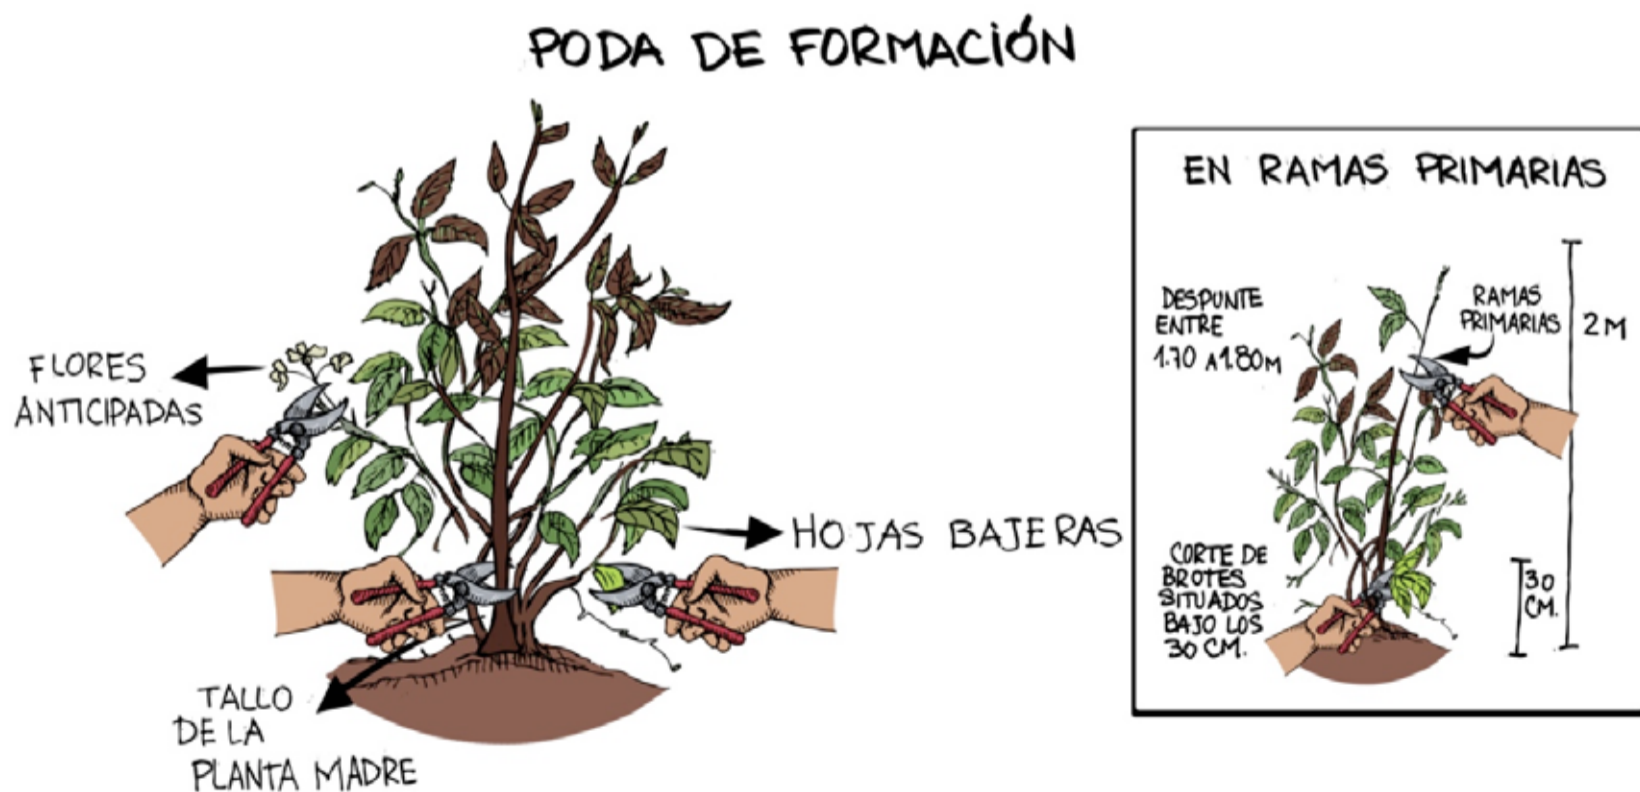 PODA DE FORMACIÓN
FLORES
ANTICIPADAS
HOJAS BAJERAS
TALLO
DE LA
PLANTA MADRE
EN RAMAS PRIMARIAS
DESPUNTE
ENTRE
1.70 A 1.80M
RAMAS
PRIMARIAS
2 M
CORTE DE
BROTES
SITUADOS
BAJO LOS
30 CM.
30
CM.